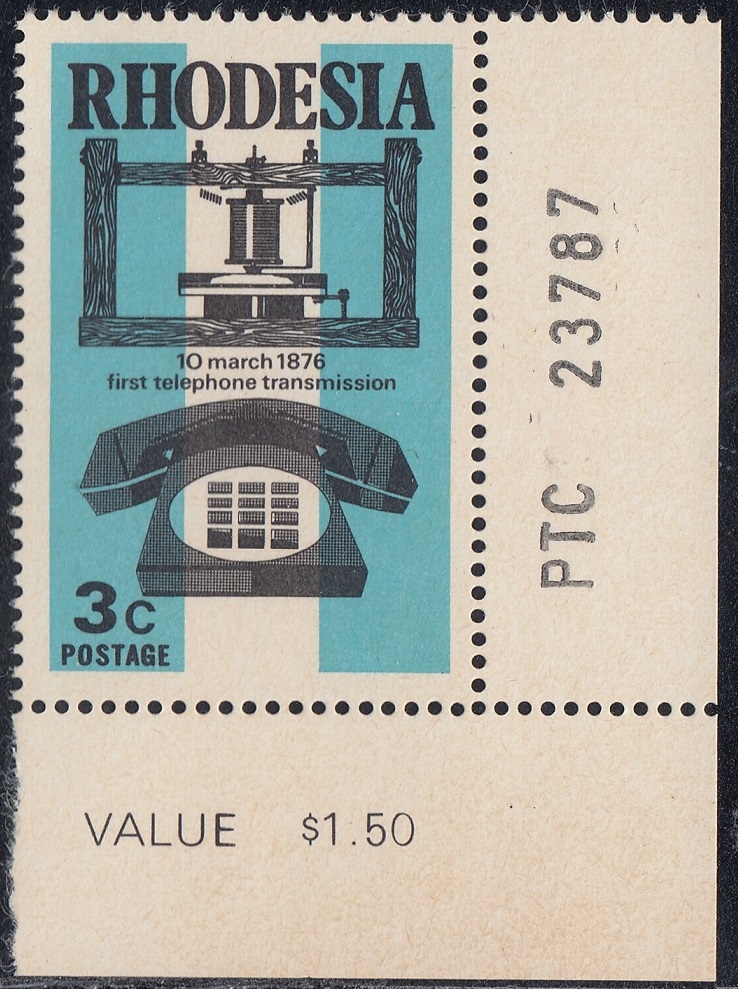 RHODESIA
10 march 1876
first telephone transmission
3c
POSTAGE
PTC 23787
VALUE $1.50